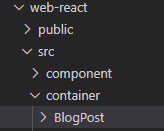 web-react
public
src
component
container
BlogPost